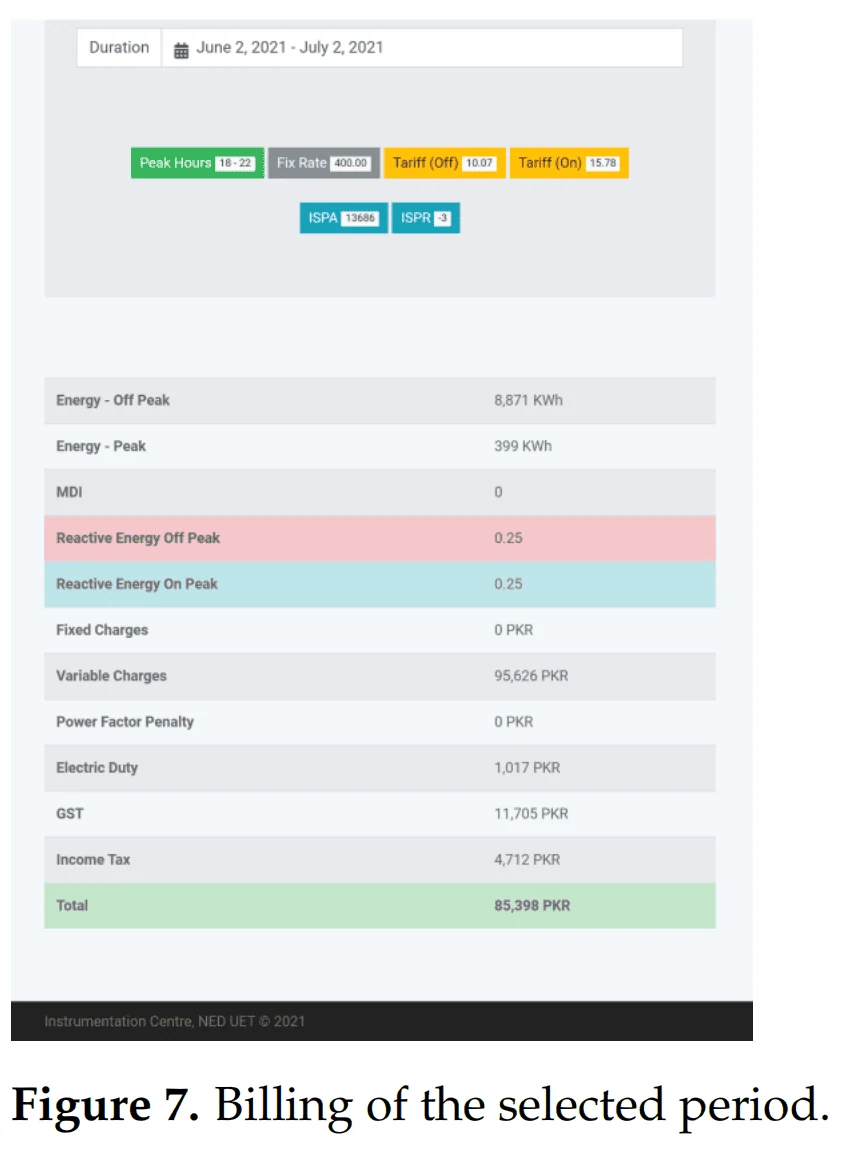 Duration June 2, 2021 - July 2, 2021
Peak Hours 18 - 22 Fix Rate 400.00 Tariff (Off) 10.07 Tariff (On) 15.78
ISPA 13686 ISPR -3
Energy - Off Peak 8,871 KWh
Energy - Peak 399 KWh
MDI 0
Reactive Energy Off Peak 0.25
Reactive Energy On Peak 0.25
Fixed Charges 0 PKR
Variable Charges 95,626 PKR
Power Factor Penalty 0 PKR
Electric Duty 1,017 PKR
GST 11,705 PKR
Income Tax 4,712 PKR
Total 85,398 PKR
Instrumentation Centre, NED UET © 2021
Figure 7. Billing of the selected period.